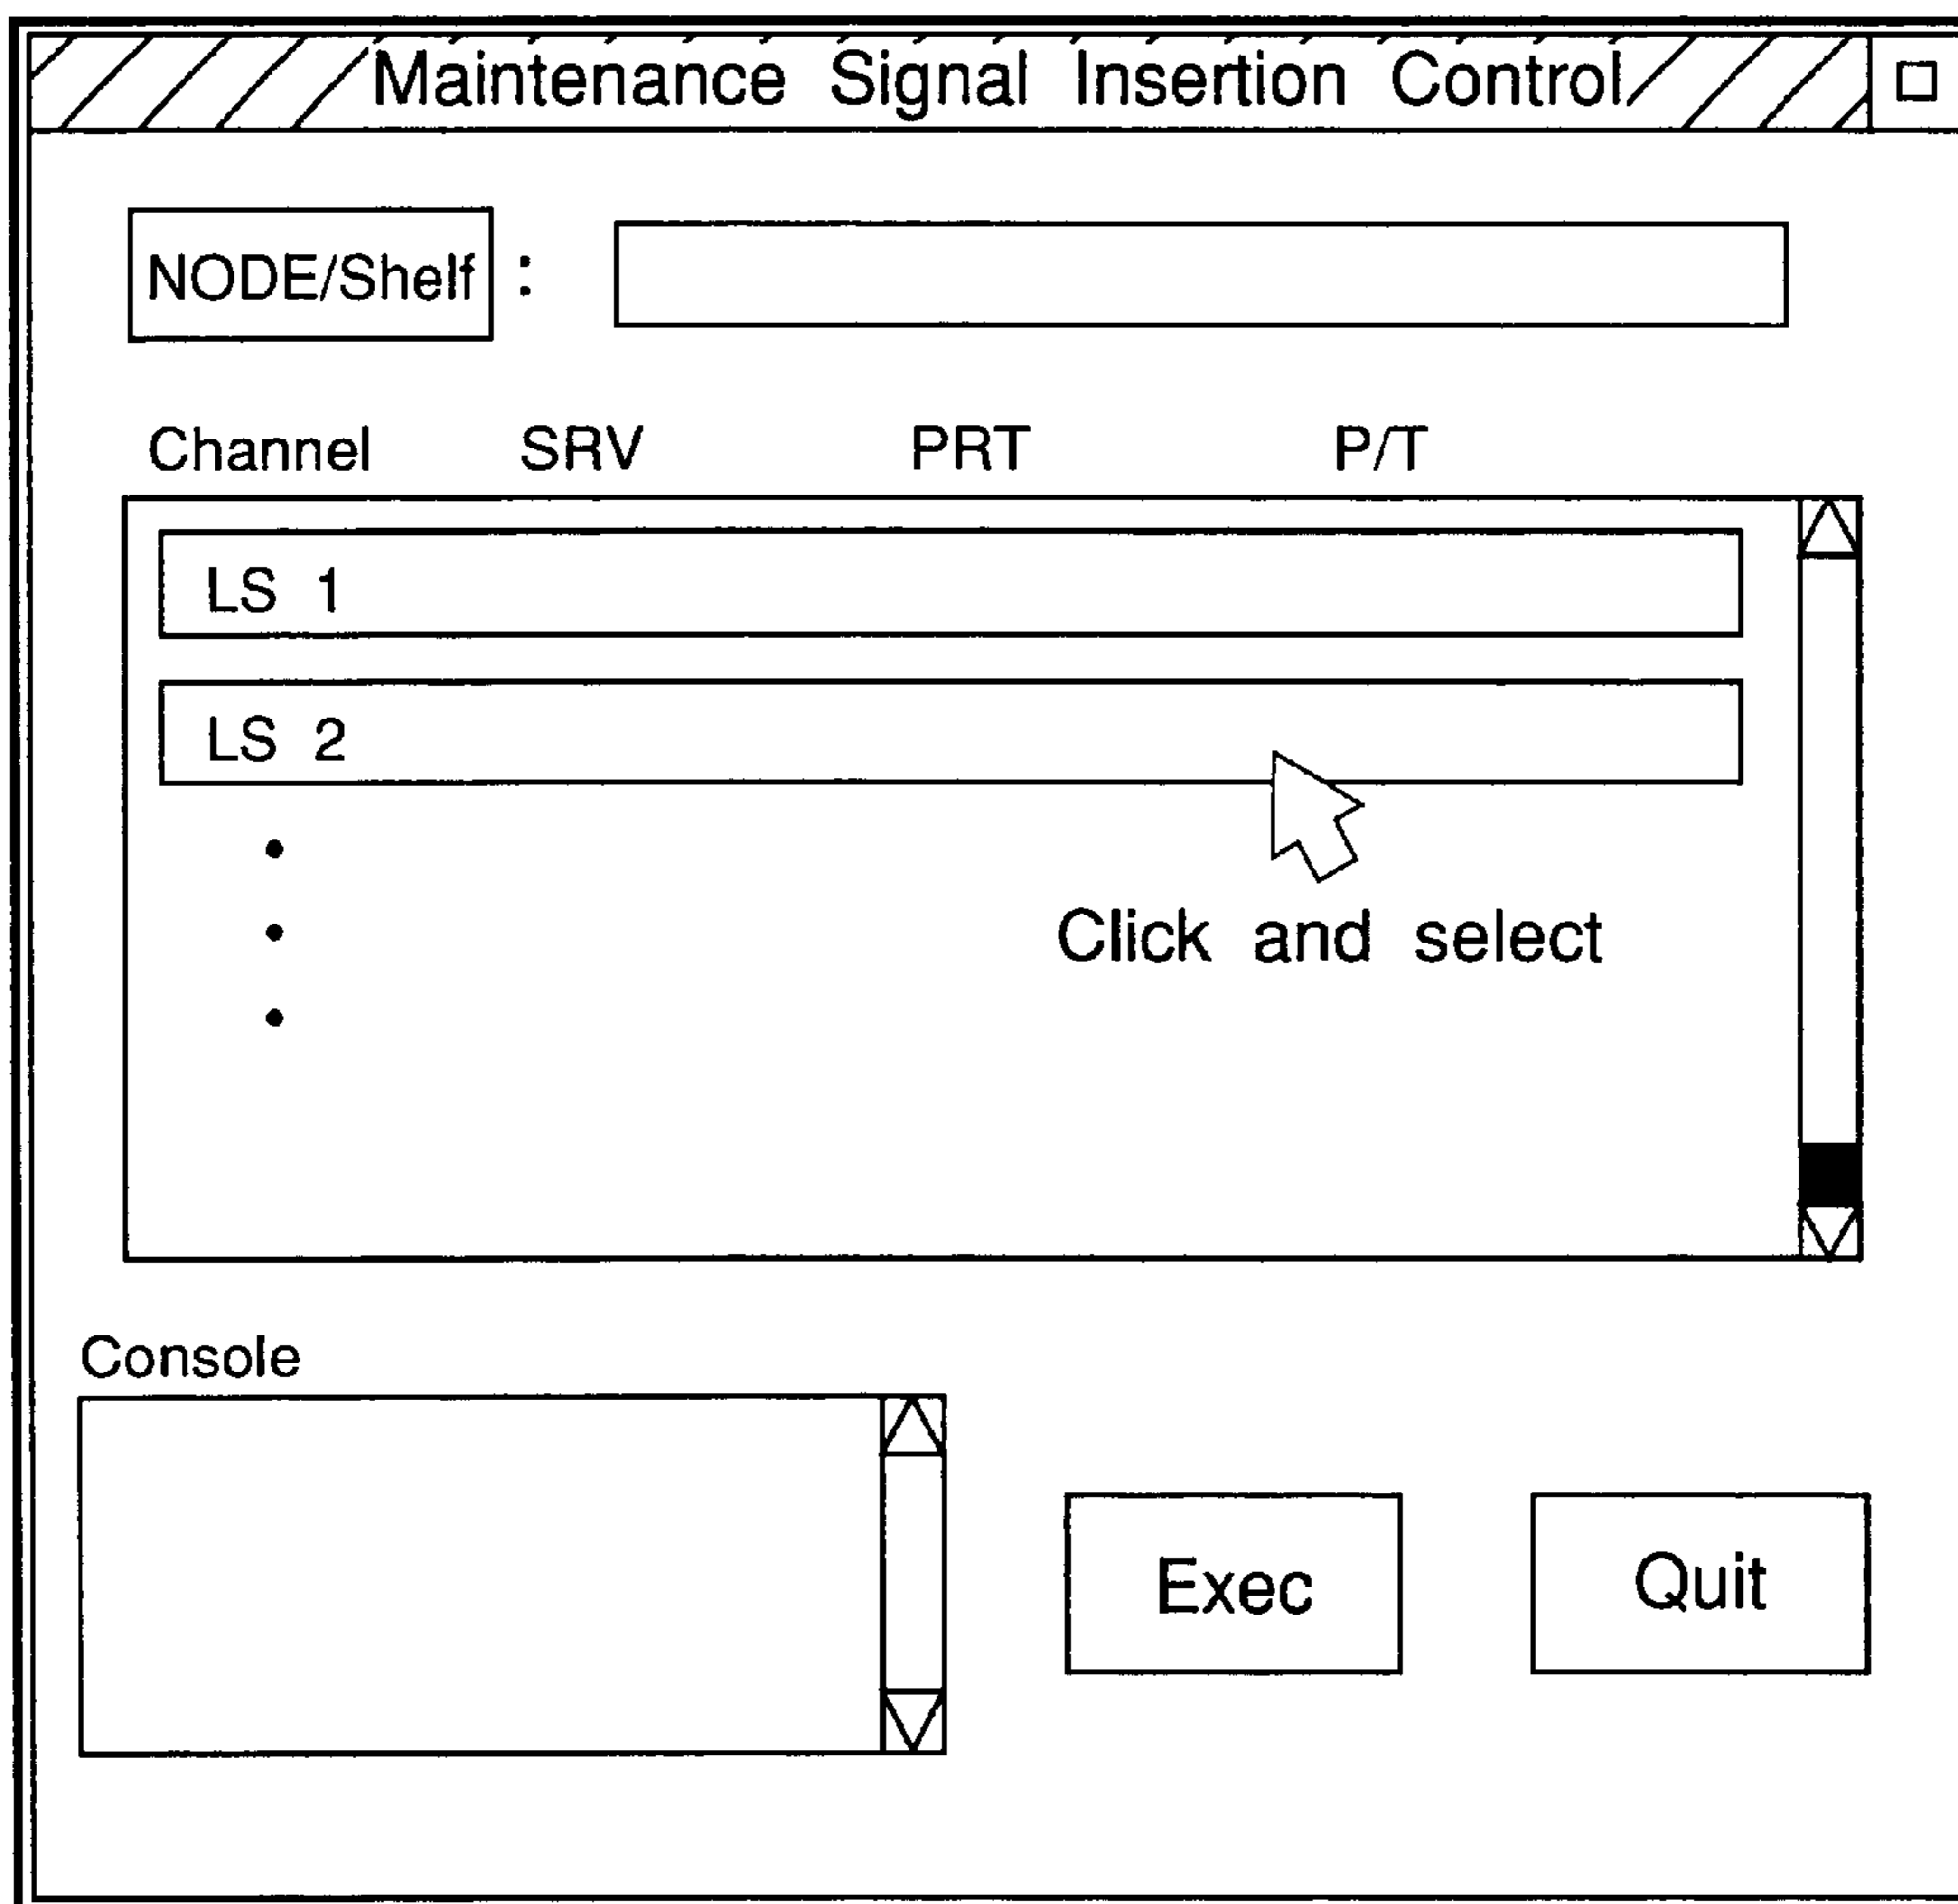 Maintenance Signal Insertion Control
NODE/Shelf :
Channel SRV PRT P/T
LS 1
LS 2
Click and select
Console
Exec Quit